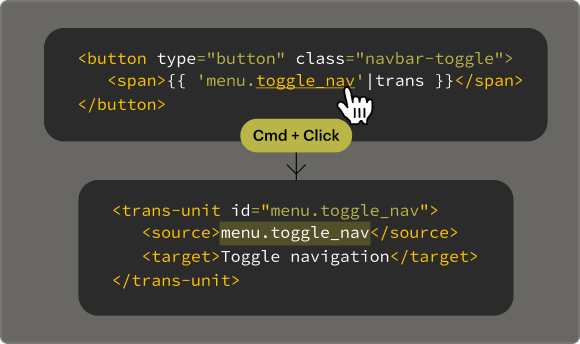 <button type="button" class="navbar-toggle">
<span>{{ 'menu.toggle_nav'|trans }}</span>
</button>
Cmd + Click
<trans-unit id="menu.toggle_nav">
<source>menu.toggle_nav</source>
<target>Toggle navigation</target>
</trans-unit>